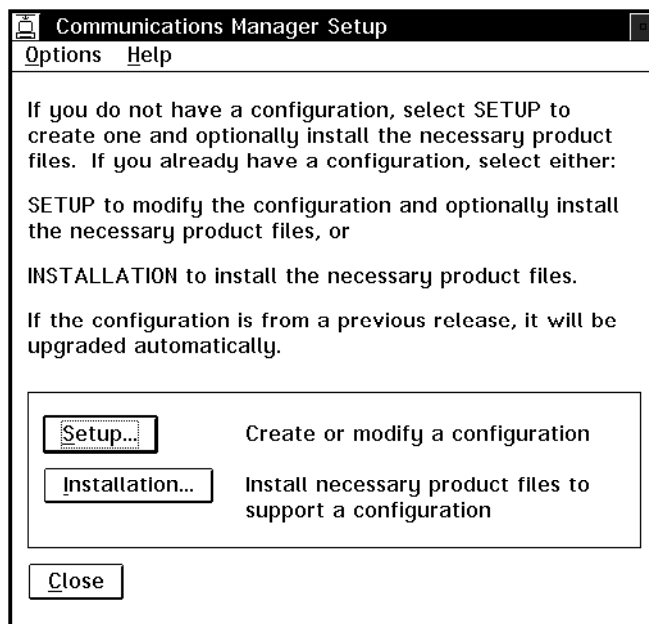 Communications Manager Setup
Options Help
If you do not have a configuration, select SETUP to
create one and optionally install the necessary product
files. If you already have a configuration, select either:
SETUP to modify the configuration and optionally install
the necessary product files, or
INSTALLATION to install the necessary product files.
If the configuration is from a previous release, it will be
upgraded automatically.
Setup... Create or modify a configuration
Installation... Install necessary product files to
support a configuration
Close